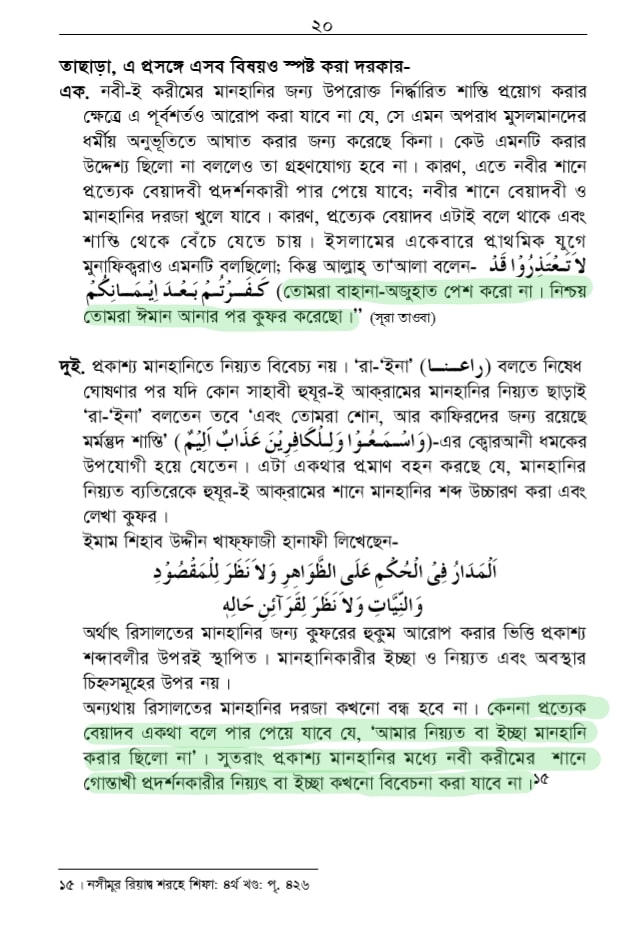 ২০
তাছাড়া, এ প্রসঙ্গে এসব বিষয়ও স্পষ্ট করা দরকার-
এক. নবী-ই করীমের মানহানির জন্য উপরোক্ত নির্দ্ধারিত শাস্তি প্রয়োগ করার
ক্ষেত্রে এ পূর্বশর্তও আরোপ করা যাবে না যে, সে এমন অপরাধ মুসলমানদের
ধর্মীয় অনুভূতিতে আঘাত করার জন্য করেছে কিনা। কেউ এমনটি করার
উদ্দেশ্য ছিলো না বললেও তা গ্রহণযোগ্য হবে না। কারণ, এতে নবীর শানে
প্রত্যেক বেয়াদবী প্রদর্শনকারী পার পেয়ে যাবে; নবীর শানে বেয়াদবী ও
মানহানির দরজা খুলে যাবে। কারণ, প্রত্যেক বেয়াদব এটাই বলে থাকে এবং
শাস্তি থেকে বেঁচে যেতে চায়। ইসলামের একেবারে প্রাথমিক যুগে
মুনাফিক্বরাও এমনটি বলছিলো; কিন্তু আল্লাহ্ তা'আলা বলেন- لاَ تَعْتَذِرُوا قَدْ
كَفَرْتُمْ بَعْدَ اِيْمَانِكُمْ (তোমরা বাহানা-অজুহাত পেশ করো না। নিশ্চয়
তোমরা ঈমান আনার পর কুফর করেছো।” (সূরা তাওবা)
দুই. প্রকাশ্য মানহানিতে নিয়্যত বিবেচ্য নয়। ‘রা-‘ইনা’ (راعنا) বলতে নিষেধ
ঘোষণার পর যদি কোন সাহাবী হুযূর-ই আক্‌রামের মানহানির নিয়্যত ছাড়াই
‘রা-‘ইনা’ বলতেন তবে ‘এবং তোমরা শোন, আর কাফিরদের জন্য রয়েছে
মর্মন্তুদ শাস্তি’ (وَاسْمَعُوْا وَلِلْكَافِرِيْنَ عَذَابٌ اَلِيْمٌ)-এর ক্বোরআনী ধমকের
উপযোগী হয়ে যেতেন। এটা একথার প্রমাণ বহন করছে যে, মানহানির
নিয়্যত ব্যতিরেকে হুযূর-ই আক্‌রামের শানে মানহানির শব্দ উচ্চারণ করা এবং
লেখা কুফর।
ইমাম শিহাব উদ্দীন খাফ্‌ফাজী হানাফী লিখেছেন-
اَلْمَدَارُ فِى الْحُكْمِ عَلَى الظَّوَاهِرِ وَلاَ نَظَرَ لِلْمَقْصُوْدِ
وَالنِّيَّاتِ وَلاَ نَظَرَ لِقَرَآئِنِ حَالِهٖ
অর্থাৎ রিসালতের মানহানির জন্য কুফরের হুকুম আরোপ করার ভিত্তি প্রকাশ্য
শব্দাবলীর উপরই স্থাপিত। মানহানিকারীর ইচ্ছা ও নিয়্যত এবং অবস্থার
চিহ্নসমূহের উপর নয়।
অন্যথায় রিসালতের মানহানির দরজা কখনো বন্ধ হবে না। কেননা প্রত্যেক
বেয়াদব একথা বলে পার পেয়ে যাবে যে, ‘আমার নিয়্যত বা ইচ্ছা মানহানি
করার ছিলো না’। সুতরাং প্রকাশ্য মানহানির মধ্যে নবী করীমের শানে
গোস্তাখী প্রদর্শনকারীর নিয়্যৎ বা ইচ্ছা কখনো বিবেচনা করা যাবে না।১৫
১৫। নসীমুর রিয়াদ্ব শরহে শিফা: ৪র্থ খণ্ড: পৃ. ৪২৬